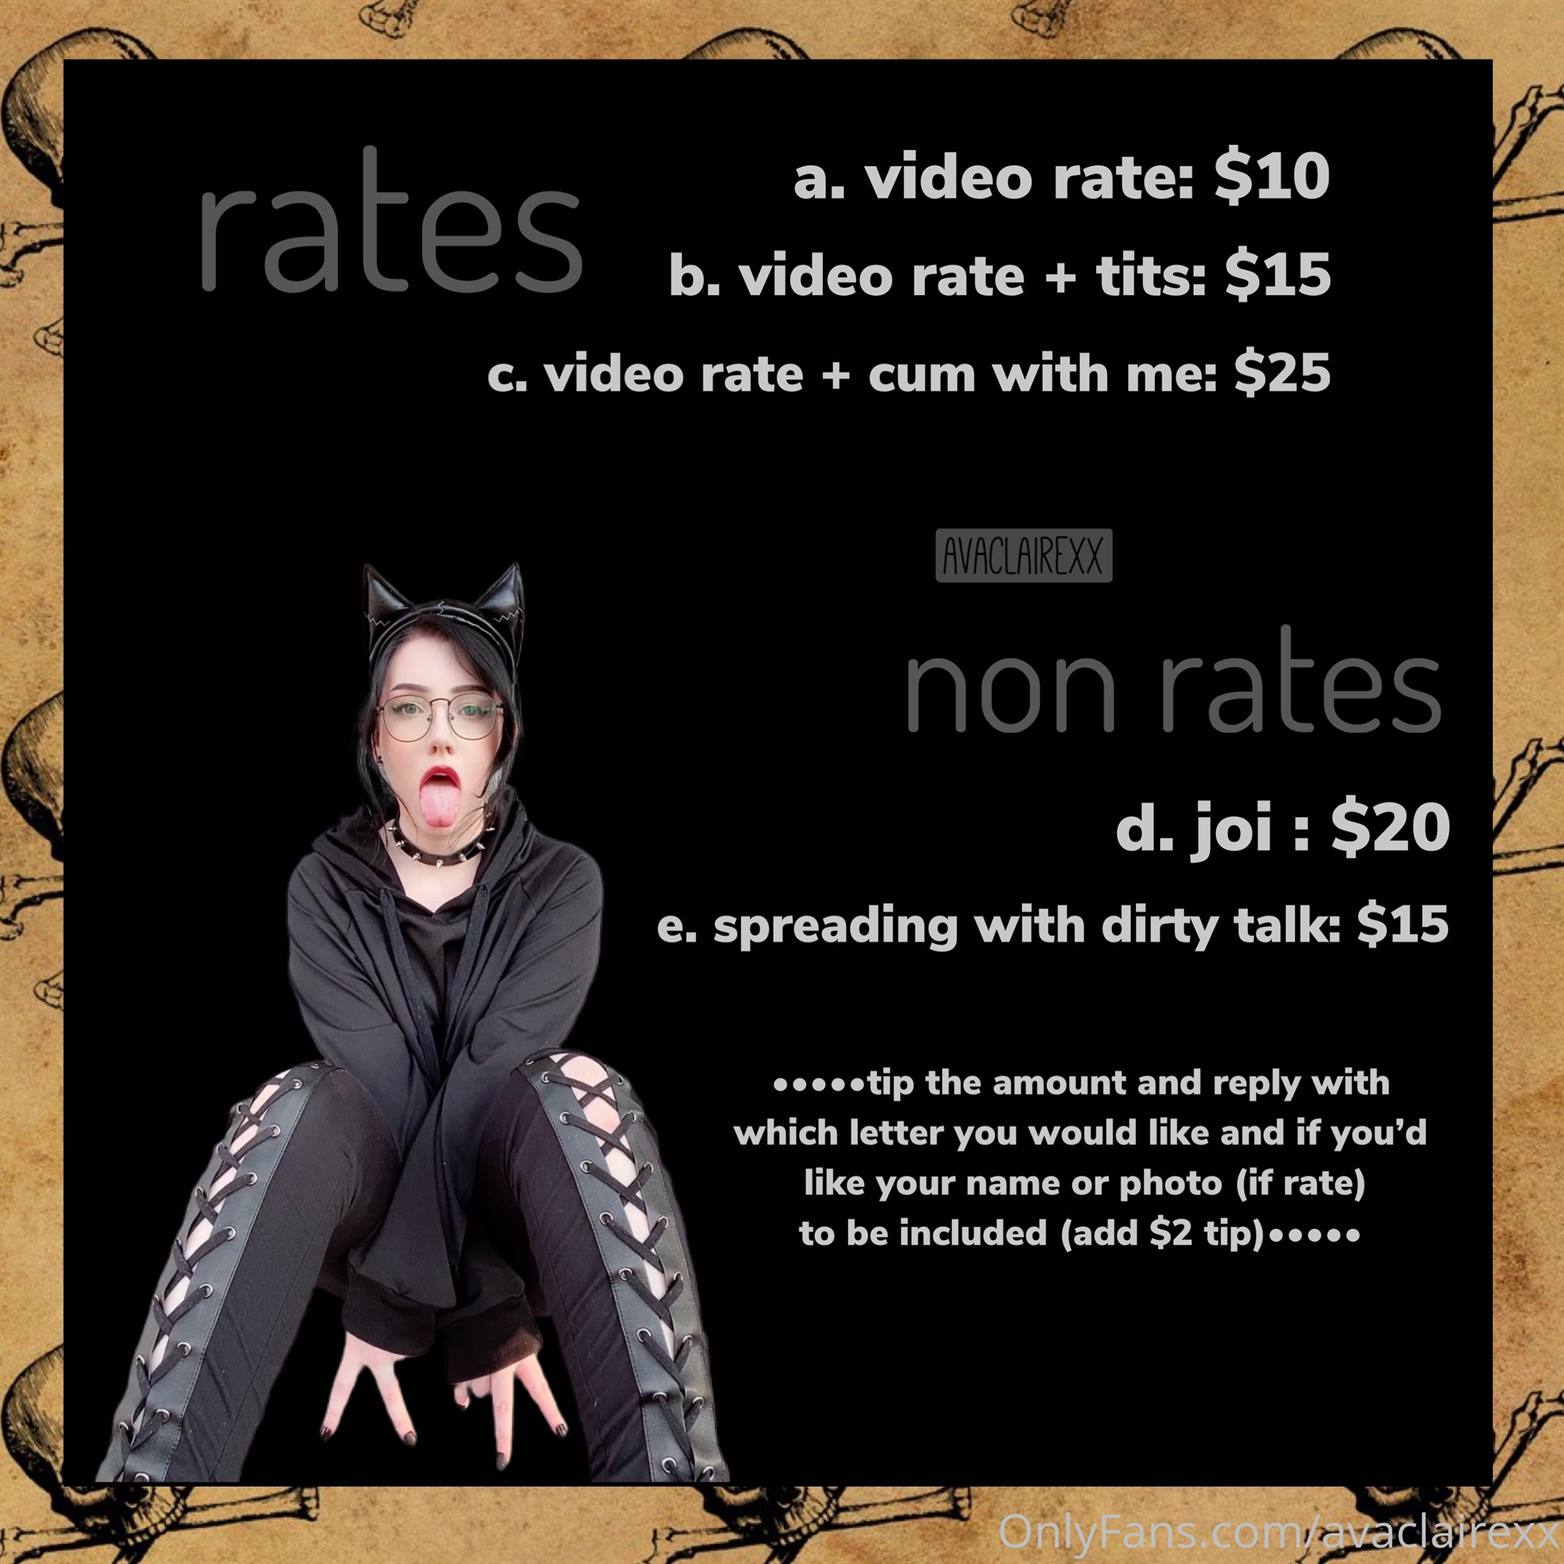 rates
a. video rate: $10
b. video rate + tits: $15
c. video rate + cum with me: $25
AVACLAIREXX
non rates
d. joi : $20
e. spreading with dirty talk: $15
•••••tip the amount and reply with
which letter you would like and if you’d
like your name or photo (if rate)
to be included (add $2 tip)•••••
OnlyFans.com/avaclairexx